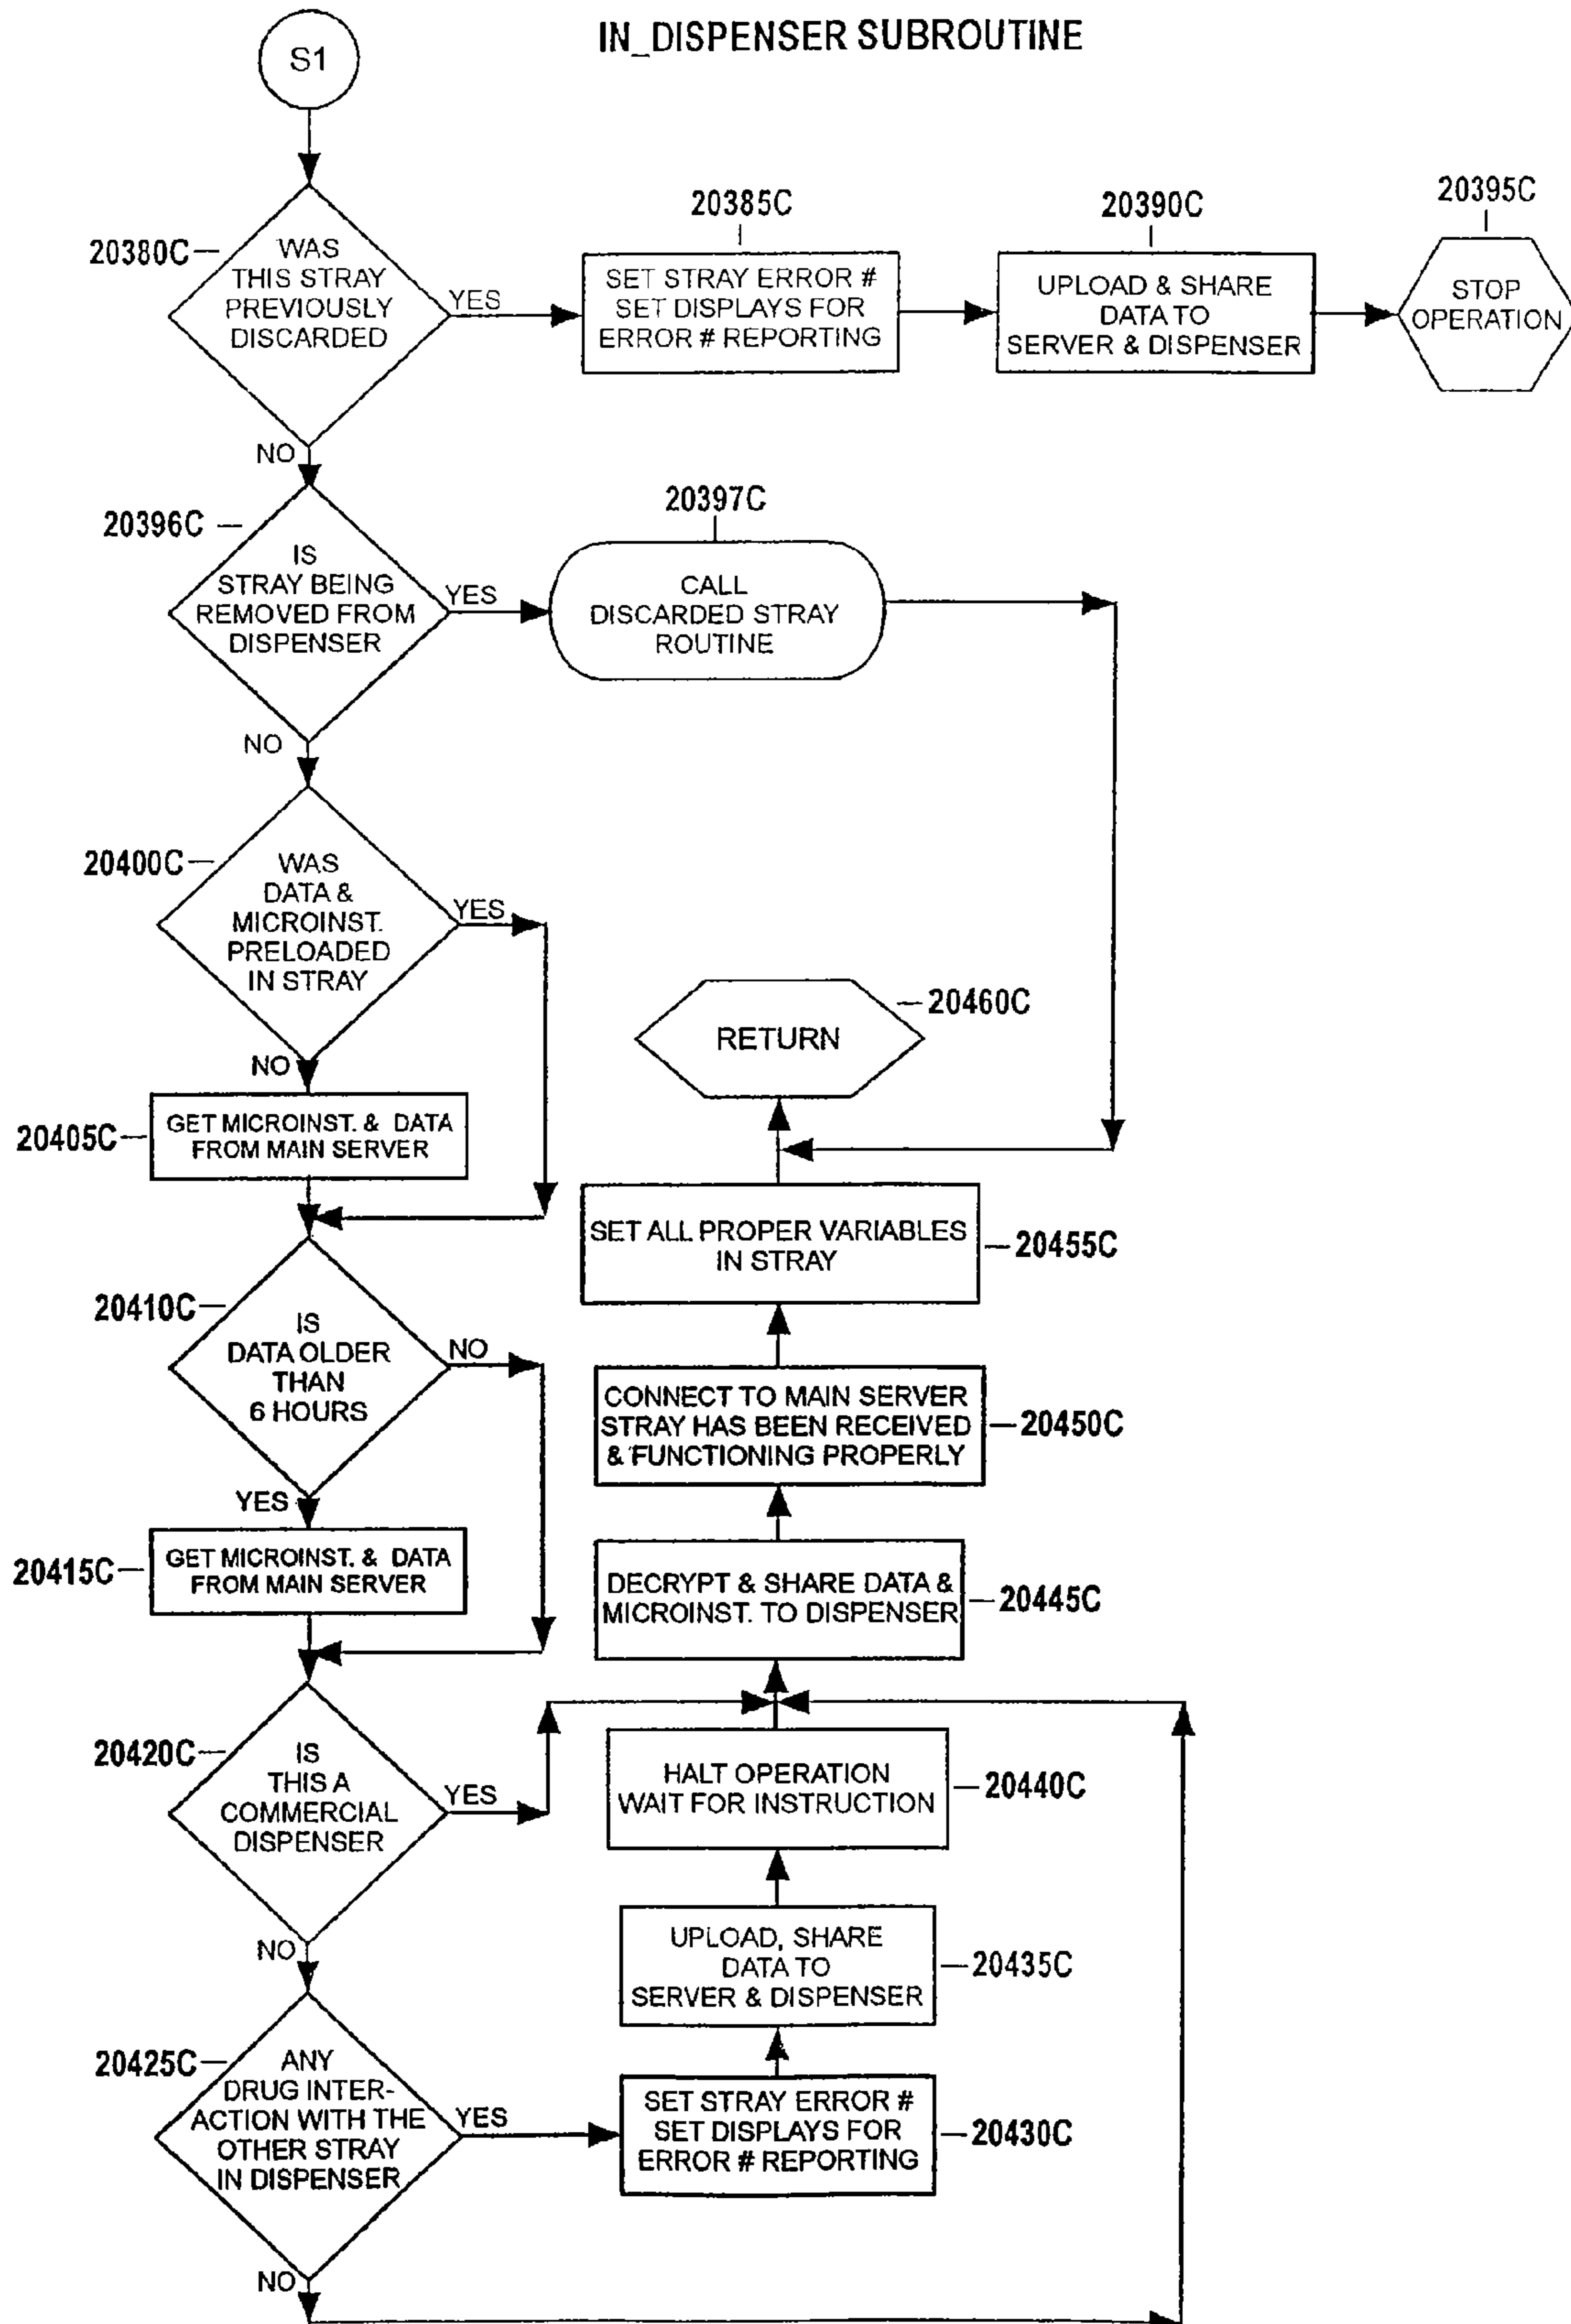 IN_DISPENSER SUBROUTINE
S1
20380C
WAS
THIS STRAY
PREVIOUSLY
DISCARDED
YES
NO
20385C
SET STRAY ERROR #
SET DISPLAYS FOR
ERROR # REPORTING
20390C
UPLOAD & SHARE
DATA TO
SERVER & DISPENSER
20395C
STOP
OPERATION
20396C
IS
STRAY BEING
REMOVED FROM
DISPENSER
YES
NO
20397C
CALL
DISCARDED STRAY
ROUTINE
20400C
WAS
DATA &
MICROINST.
PRELOADED
IN STRAY
YES
NO
20405C
GET MICROINST. & DATA
FROM MAIN SERVER
20410C
IS
DATA OLDER
THAN
6 HOURS
NO
YES
20415C
GET MICROINST. & DATA
FROM MAIN SERVER
20420C
IS
THIS A
COMMERCIAL
DISPENSER
YES
NO
20425C
ANY
DRUG INTER-
ACTION WITH THE
OTHER STRAY
IN DISPENSER
YES
NO
SET STRAY ERROR #
SET DISPLAYS FOR
ERROR # REPORTING
20430C
UPLOAD, SHARE
DATA TO
SERVER & DISPENSER
20435C
HALT OPERATION
WAIT FOR INSTRUCTION
20440C
DECRYPT & SHARE DATA &
MICROINST. TO DISPENSER
20445C
CONNECT TO MAIN SERVER
STRAY HAS BEEN RECEIVED
& FUNCTIONING PROPERLY
20450C
SET ALL PROPER VARIABLES
IN STRAY
20455C
RETURN
20460C